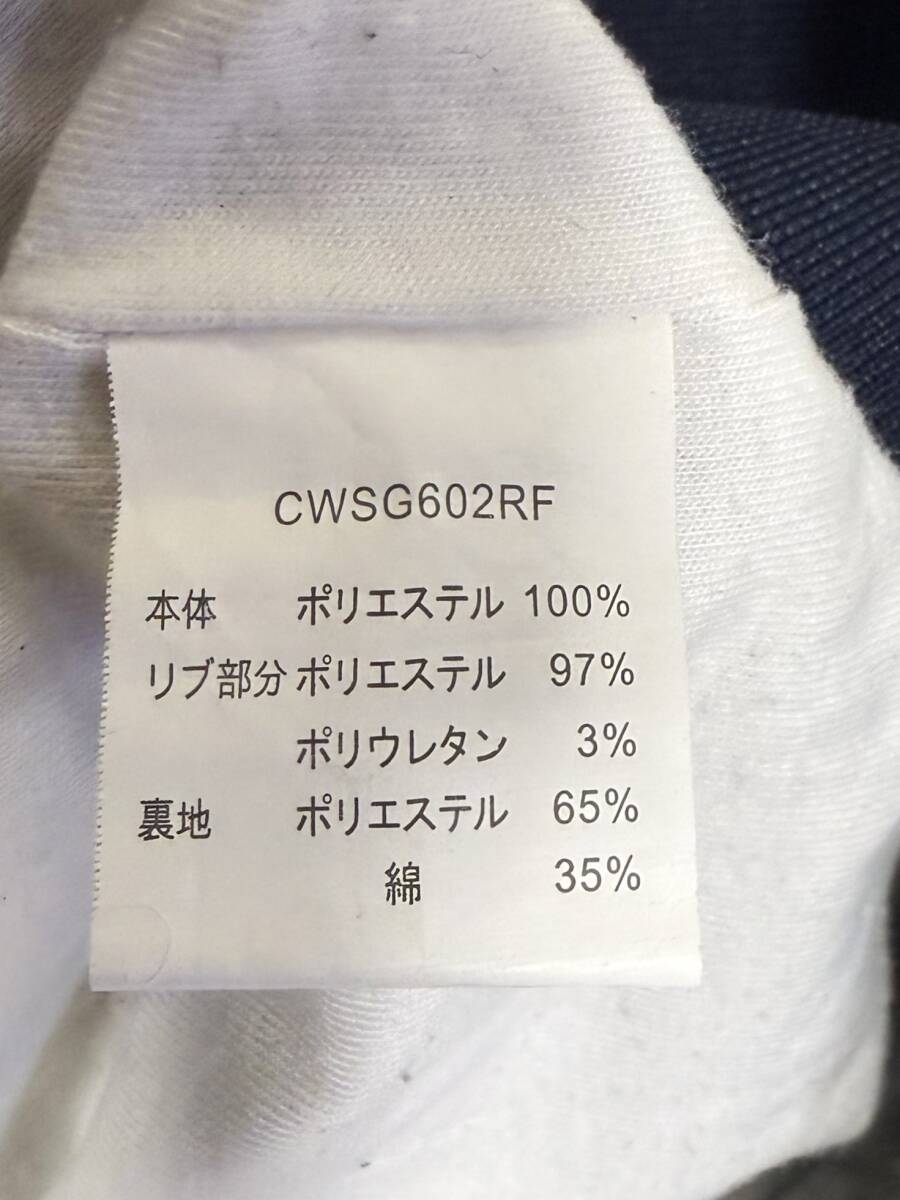 CWSG602RF
本体 ポリエステル 100%
リブ部分 ポリエステル 97%
ポリウレタン 3%
裏地 ポリエステル 65%
綿 35%